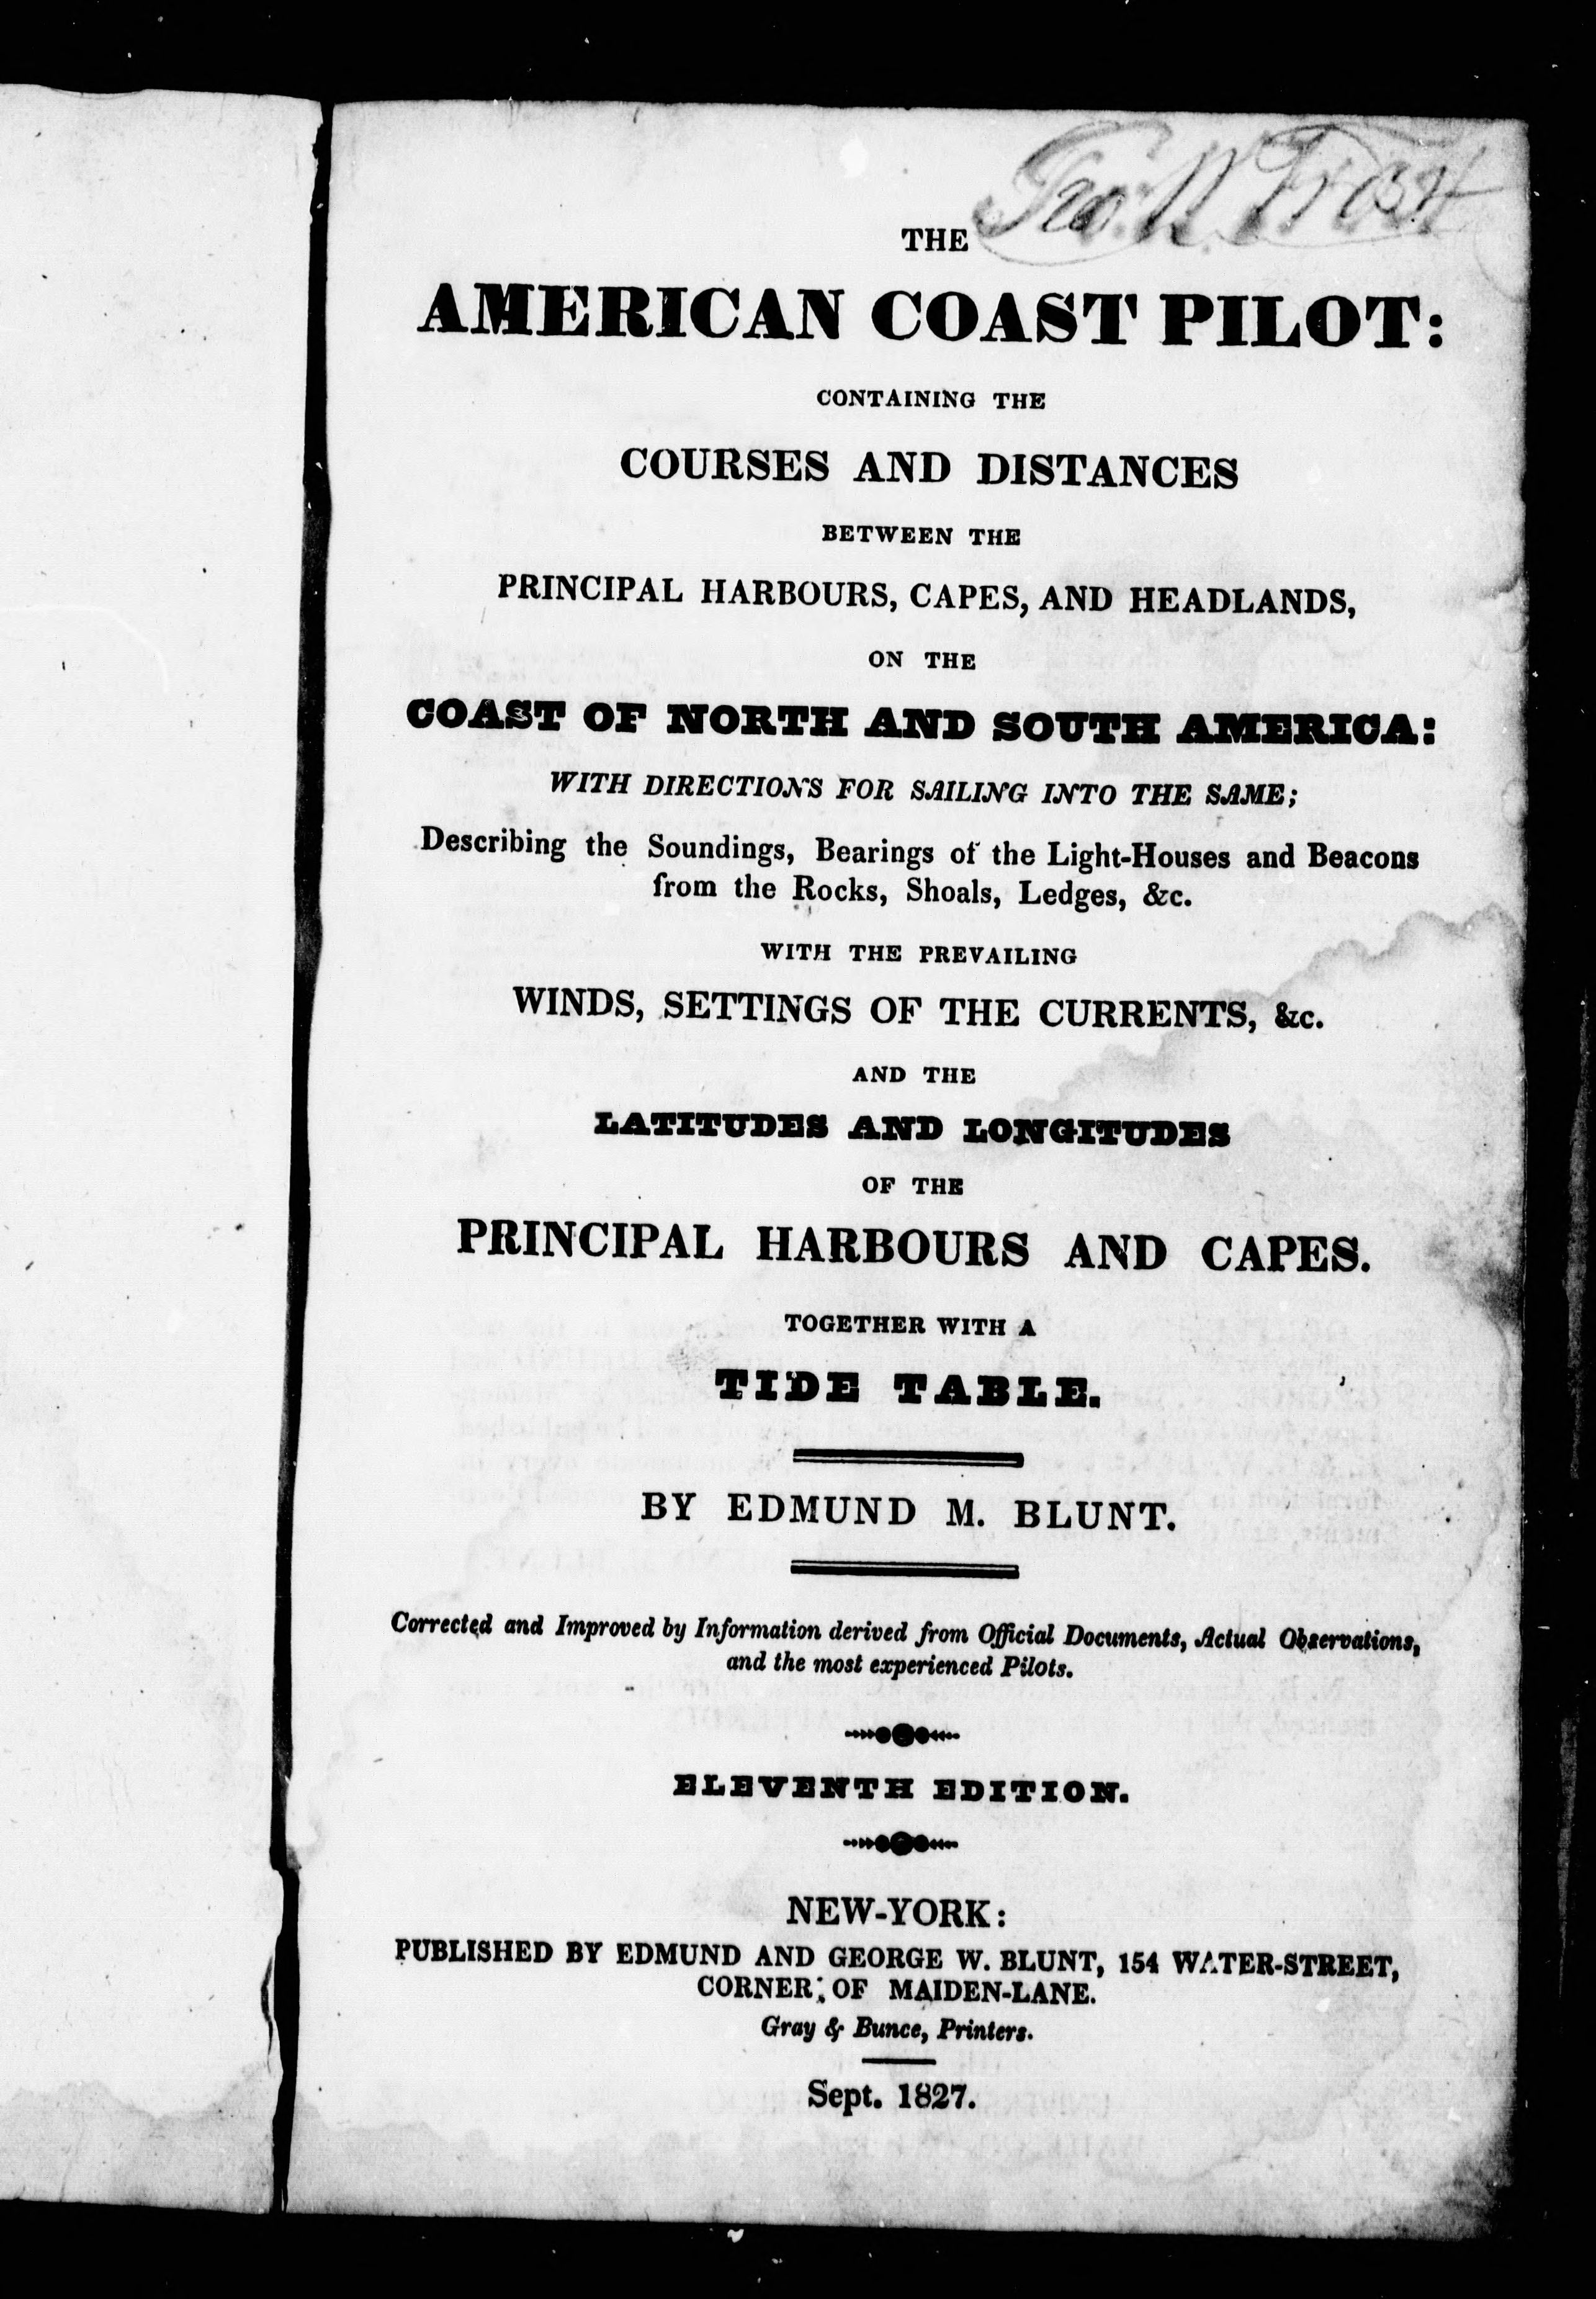 Frost
THE
AMERICAN COAST PILOT:
CONTAINING THE
COURSES AND DISTANCES
BETWEEN THE
PRINCIPAL HARBOURS, CAPES, AND HEADLANDS,
ON THE
COAST OF NORTH AND SOUTH AMERICA:
WITH DIRECTIONS FOR SAILING INTO THE SAME;
Describing the Soundings, Bearings of the Light-Houses and Beacons
from the Rocks, Shoals, Ledges, &c.
WITH THE PREVAILING
WINDS, SETTINGS OF THE CURRENTS, &c.
AND THE
LATITUDES AND LONGITUDES
OF THE
PRINCIPAL HARBOURS AND CAPES.
TOGETHER WITH A
TIDE TABLE.
BY EDMUND M. BLUNT.
Corrected and Improved by Information derived from Official Documents, Actual Observations,
and the most experienced Pilots.
ELEVENTH EDITION.
NEW-YORK:
PUBLISHED BY EDMUND AND GEORGE W. BLUNT, 154 WATER-STREET,
CORNER OF MAIDEN-LANE.
Gray & Bunce, Printers.
Sept. 1827.